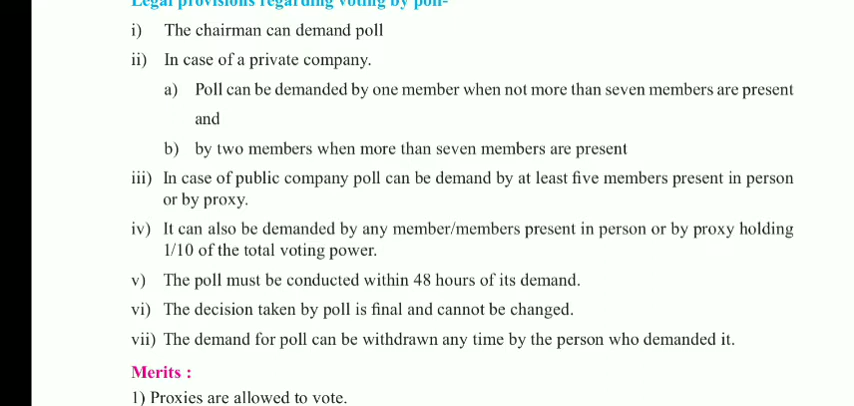 Legal provisions regarding voting by poll-
i) The chairman can demand poll
ii) In case of a private company.
a) Poll can be demanded by one member when not more than seven members are present
and
b) by two members when more than seven members are present
iii) In case of public company poll can be demand by at least five members present in person
or by proxy.
iv) It can also be demanded by any member/members present in person or by proxy holding
1/10 of the total voting power.
v) The poll must be conducted within 48 hours of its demand.
vi) The decision taken by poll is final and cannot be changed.
vii) The demand for poll can be withdrawn any time by the person who demanded it.
Merits :
1) Proxies are allowed to vote.